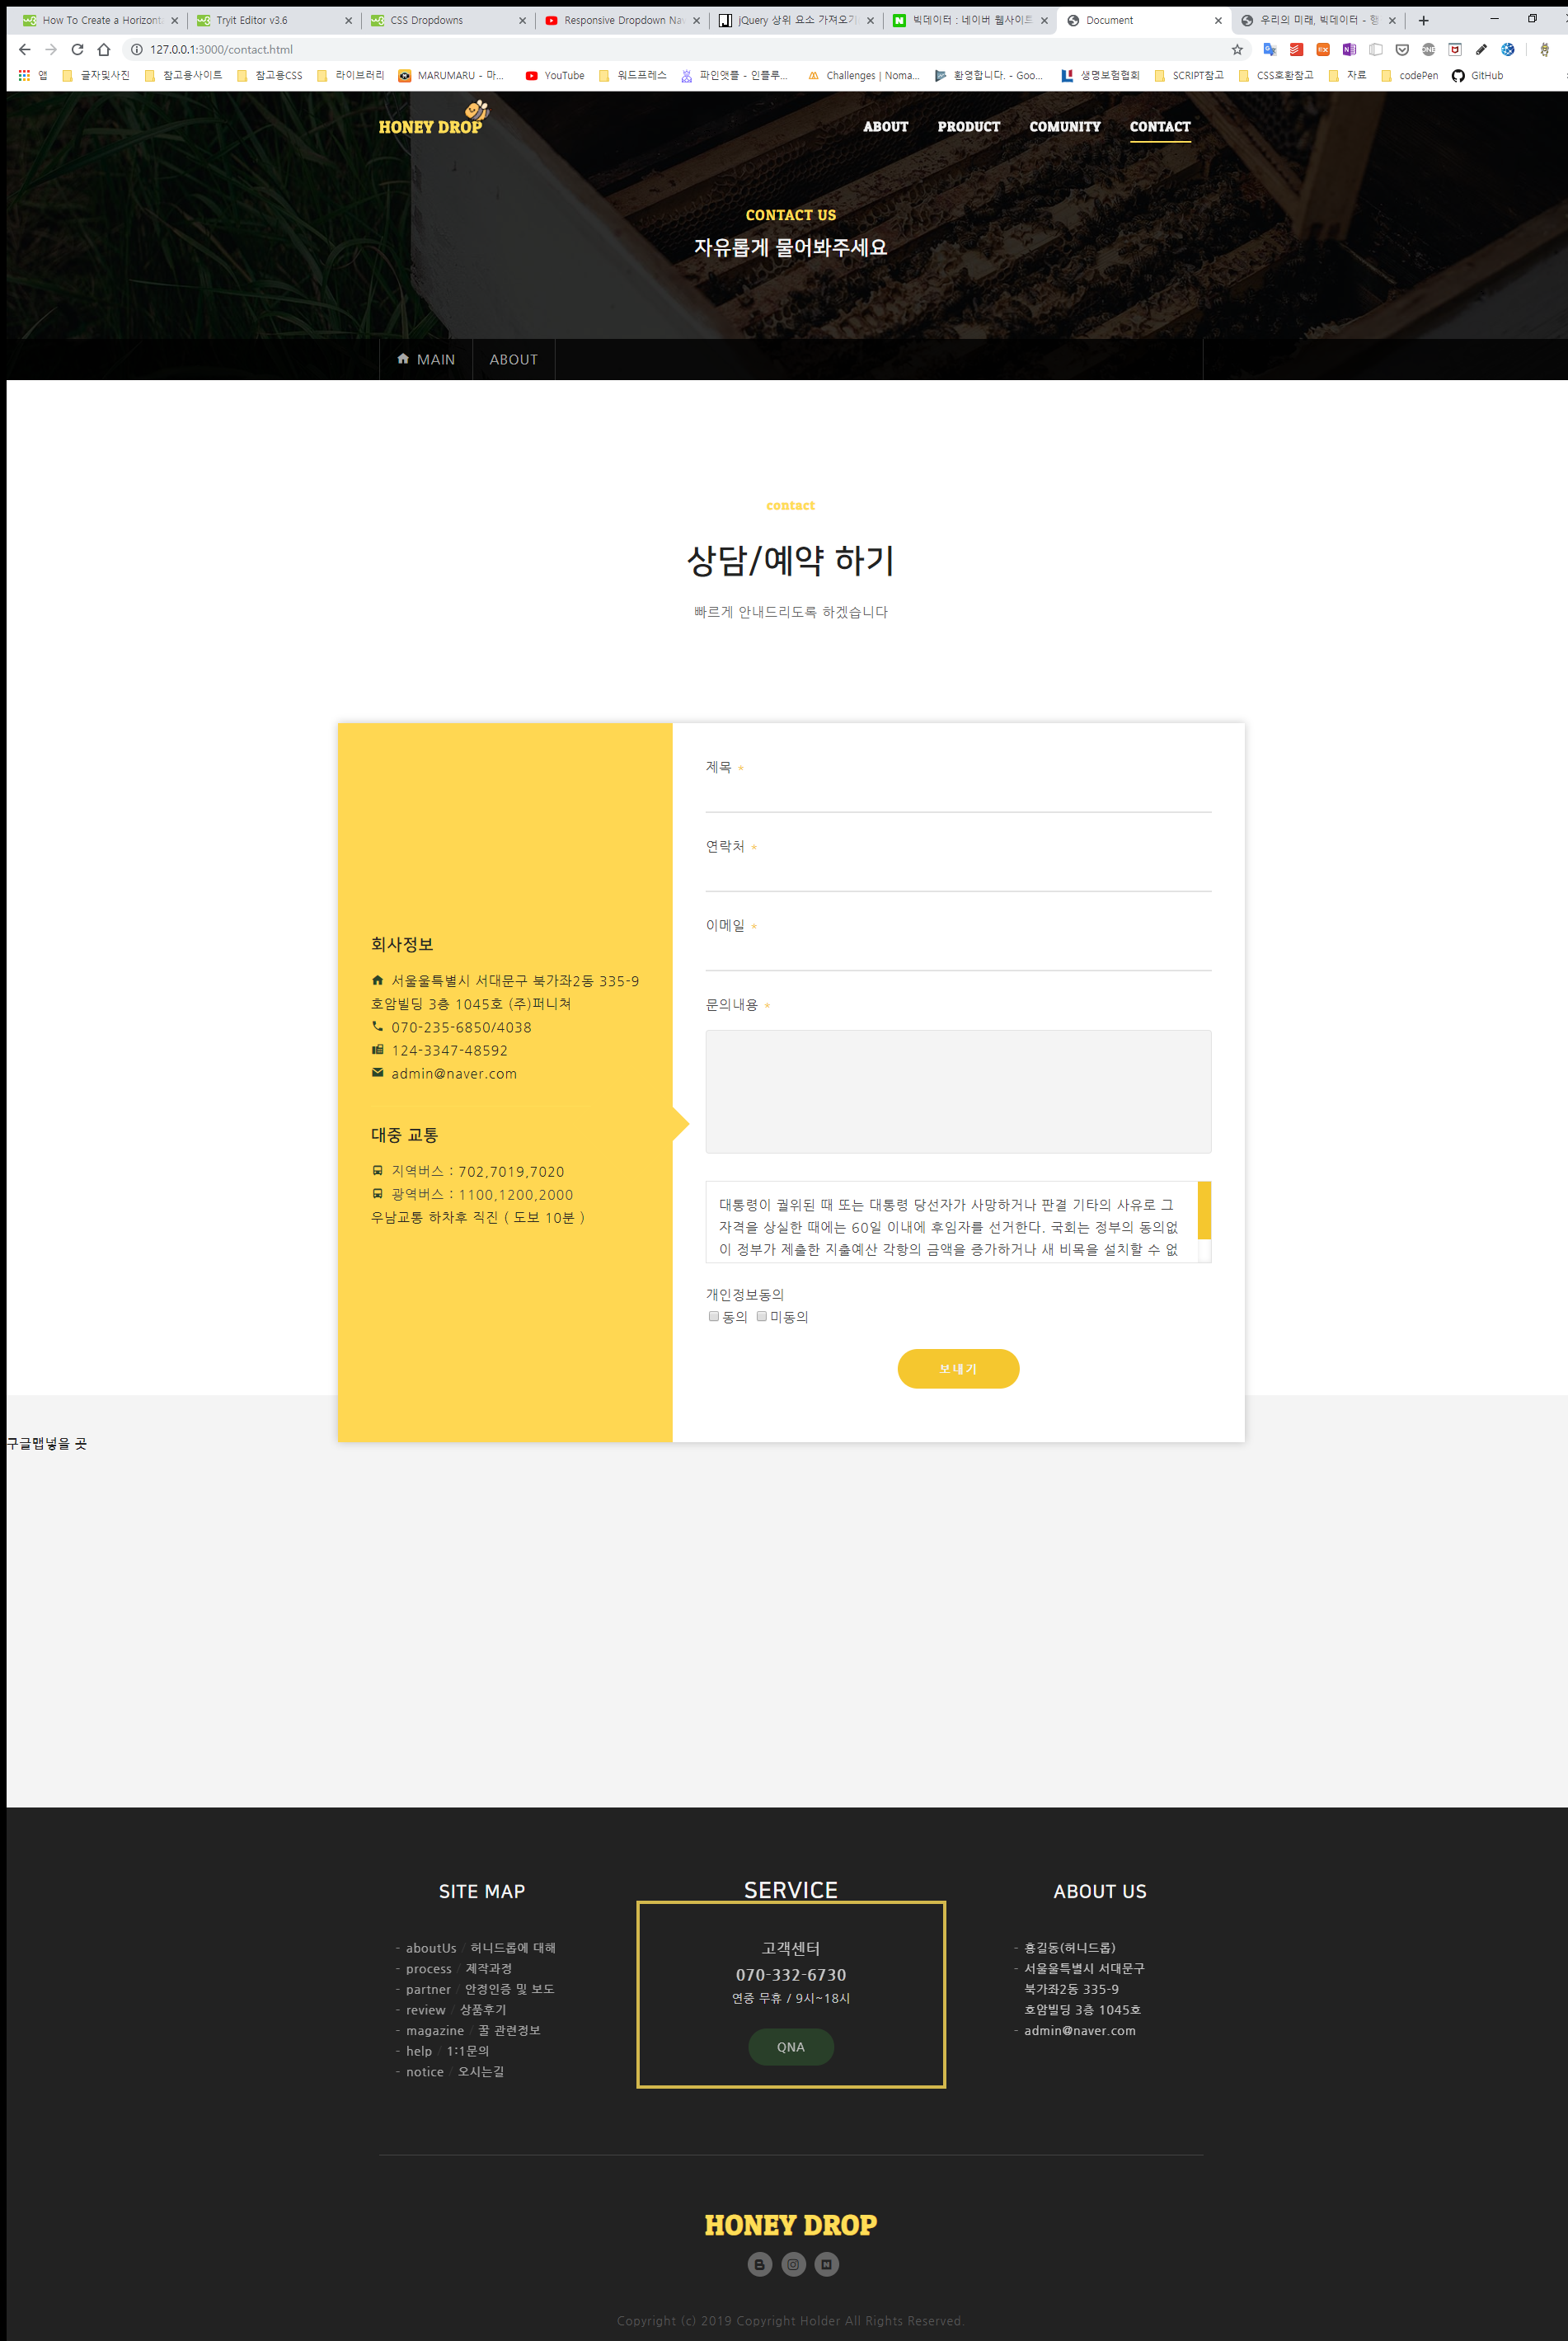 How To Create a Horizonta
Tryit Editor v3.6
CSS Dropdowns
Responsive Dropdown Nav
jQuery 상위 요소 가져오기
빅데이터 : 네이버 웹사이트
Document
우리의 미래, 빅데이터 - 형
127.0.0.1:3000/contact.html
앱 글자및사진 참고용사이트 참고용CSS 라이브러리 MARUMARU - 마... YouTube 워드프레스 파인앳플 - 인플루... Challenges | Noma... 환영합니다. - Goo... 생명보험협회 SCRIPT참고 CSS호환참고 자료 codePen GitHub
HONEY DROP
ABOUT PRODUCT COMUNITY CONTACT
CONTACT US
자유롭게 물어봐주세요
MAIN ABOUT
contact
상담/예약 하기
빠르게 안내드리도록 하겠습니다
회사정보
서울울특별시 서대문구 북가좌2동 335-9
호암빌딩 3층 1045호 (주)퍼니쳐
070-235-6850/4038
124-3347-48592
admin@naver.com
대중 교통
지역버스 : 702,7019,7020
광역버스 : 1100,1200,2000
우남교통 하차후 직진 ( 도보 10분 )
제목 *
연락처 *
이메일 *
문의내용 *
대통령이 궐위된 때 또는 대통령 당선자가 사망하거나 판결 기타의 사유로 그
자격을 상실한 때에는 60일 이내에 후임자를 선거한다. 국회는 정부의 동의없
이 정부가 제출한 지출예산 각항의 금액을 증가하거나 새 비목을 설치할 수 없
개인정보동의
동의 미동의
보내기
구글맵넣을 곳
SITE MAP
- aboutUs / 허니드롭에 대해
- process / 제작과정
- partner / 안정인증 및 보도
- review / 상품후기
- magazine / 꿀 관련정보
- help / 1:1문의
- notice / 오시는길
SERVICE
고객센터
070-332-6730
연중 무휴 / 9시~18시
QNA
ABOUT US
- 홍길동(허니드롭)
- 서울울특별시 서대문구
북가좌2동 335-9
호암빌딩 3층 1045호
- admin@naver.com
HONEY DROP
Copyright (c) 2019 Copyright Holder All Rights Reserved.